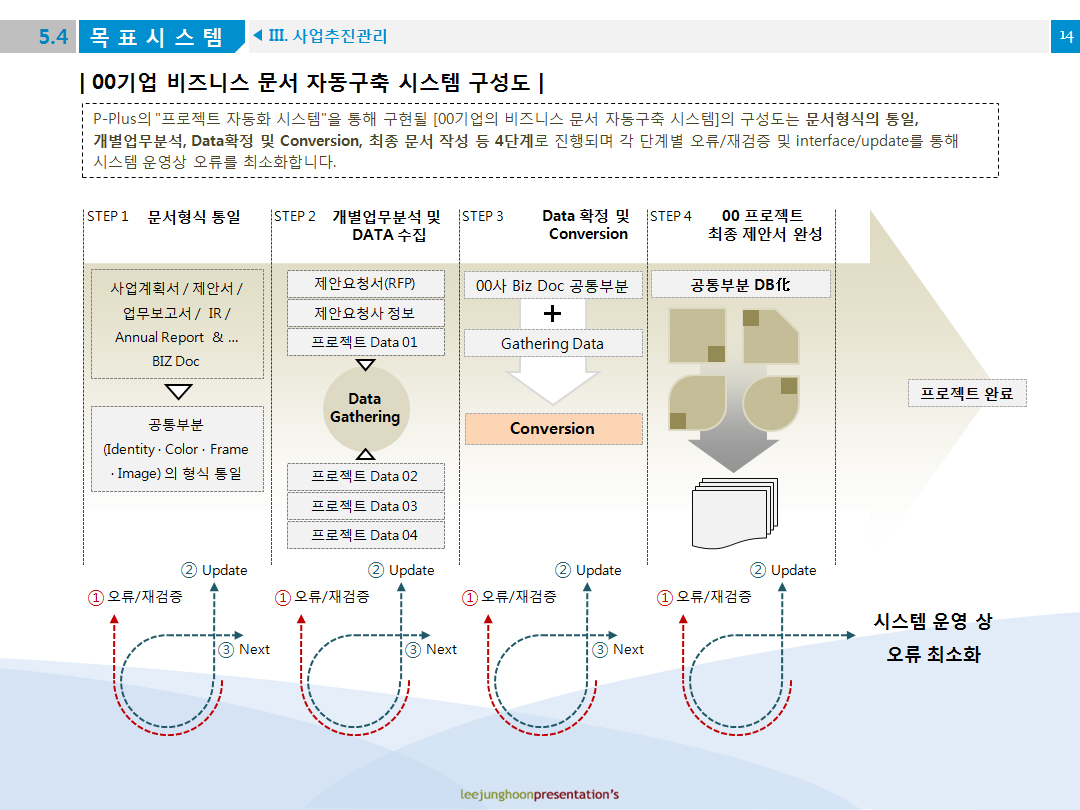 5.4 목 표 시 스 템 ◀ III. 사업추진관리 14
| 00기업 비즈니스 문서 자동구축 시스템 구성도 |
P-Plus의 "프로젝트 자동화 시스템"을 통해 구현될 [00기업의 비즈니스 문서 자동구축 시스템]의 구성도는 문서형식의 통일,
개별업무분석, Data확정 및 Conversion, 최종 문서 작성 등 4단계로 진행되며 각 단계별 오류/재검증 및 interface/update를 통해
시스템 운영상 오류를 최소화합니다.
STEP 1 문서형식 통일
사업계획서 / 제안서 /
업무보고서 / IR /
Annual Report & ...
BIZ Doc
공통부분
(Identity · Color · Frame
· Image) 의 형식 통일
STEP 2 개별업무분석 및
DATA 수집
제안요청서(RFP)
제안요청사 정보
프로젝트 Data 01
Data
Gathering
프로젝트 Data 02
프로젝트 Data 03
프로젝트 Data 04
STEP 3 Data 확정 및
Conversion
00사 Biz Doc 공통부분
+
Gathering Data
Conversion
STEP 4 00 프로젝트
최종 제안서 완성
공통부분 DB化
프로젝트 완료
② Update
① 오류/재검증
③ Next
② Update
① 오류/재검증
③ Next
② Update
① 오류/재검증
③ Next
② Update
① 오류/재검증
시스템 운영 상
오류 최소화
leejunghoonpresentation's